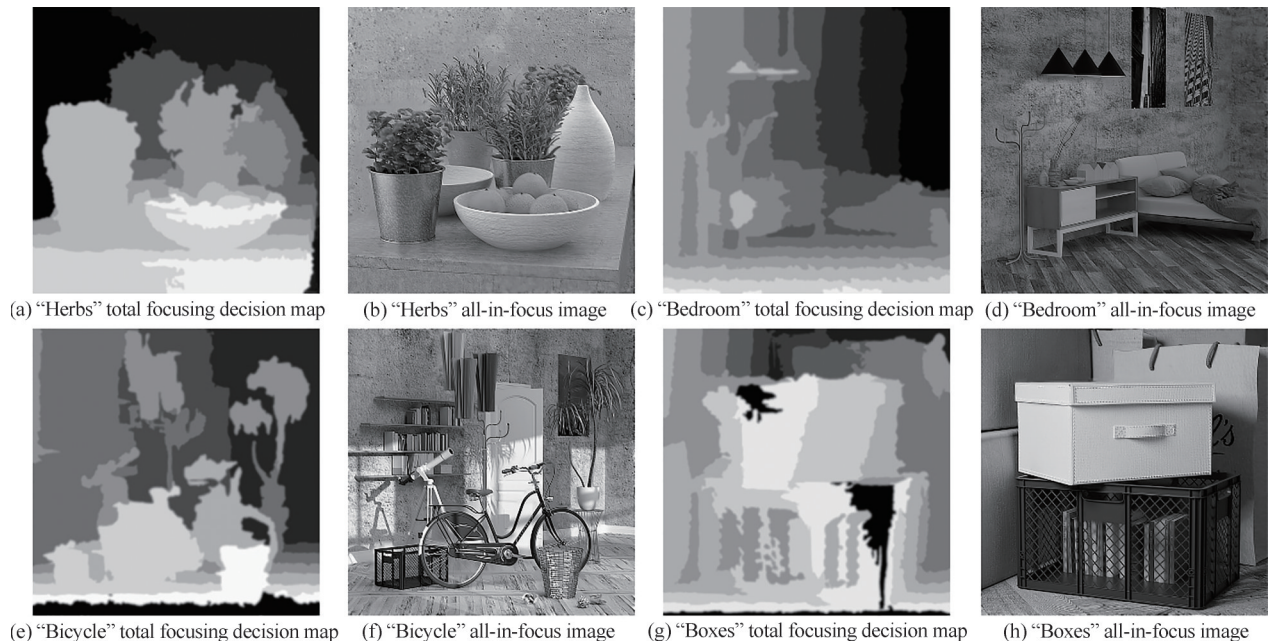 (a) “Herbs” total focusing decision map
(b) “Herbs” all-in-focus image
(c) “Bedroom” total focusing decision map
(d) “Bedroom” all-in-focus image
(e) “Bicycle” total focusing decision map
(f) “Bicycle” all-in-focus image
(g) “Boxes” total focusing decision map
(h) “Boxes” all-in-focus image